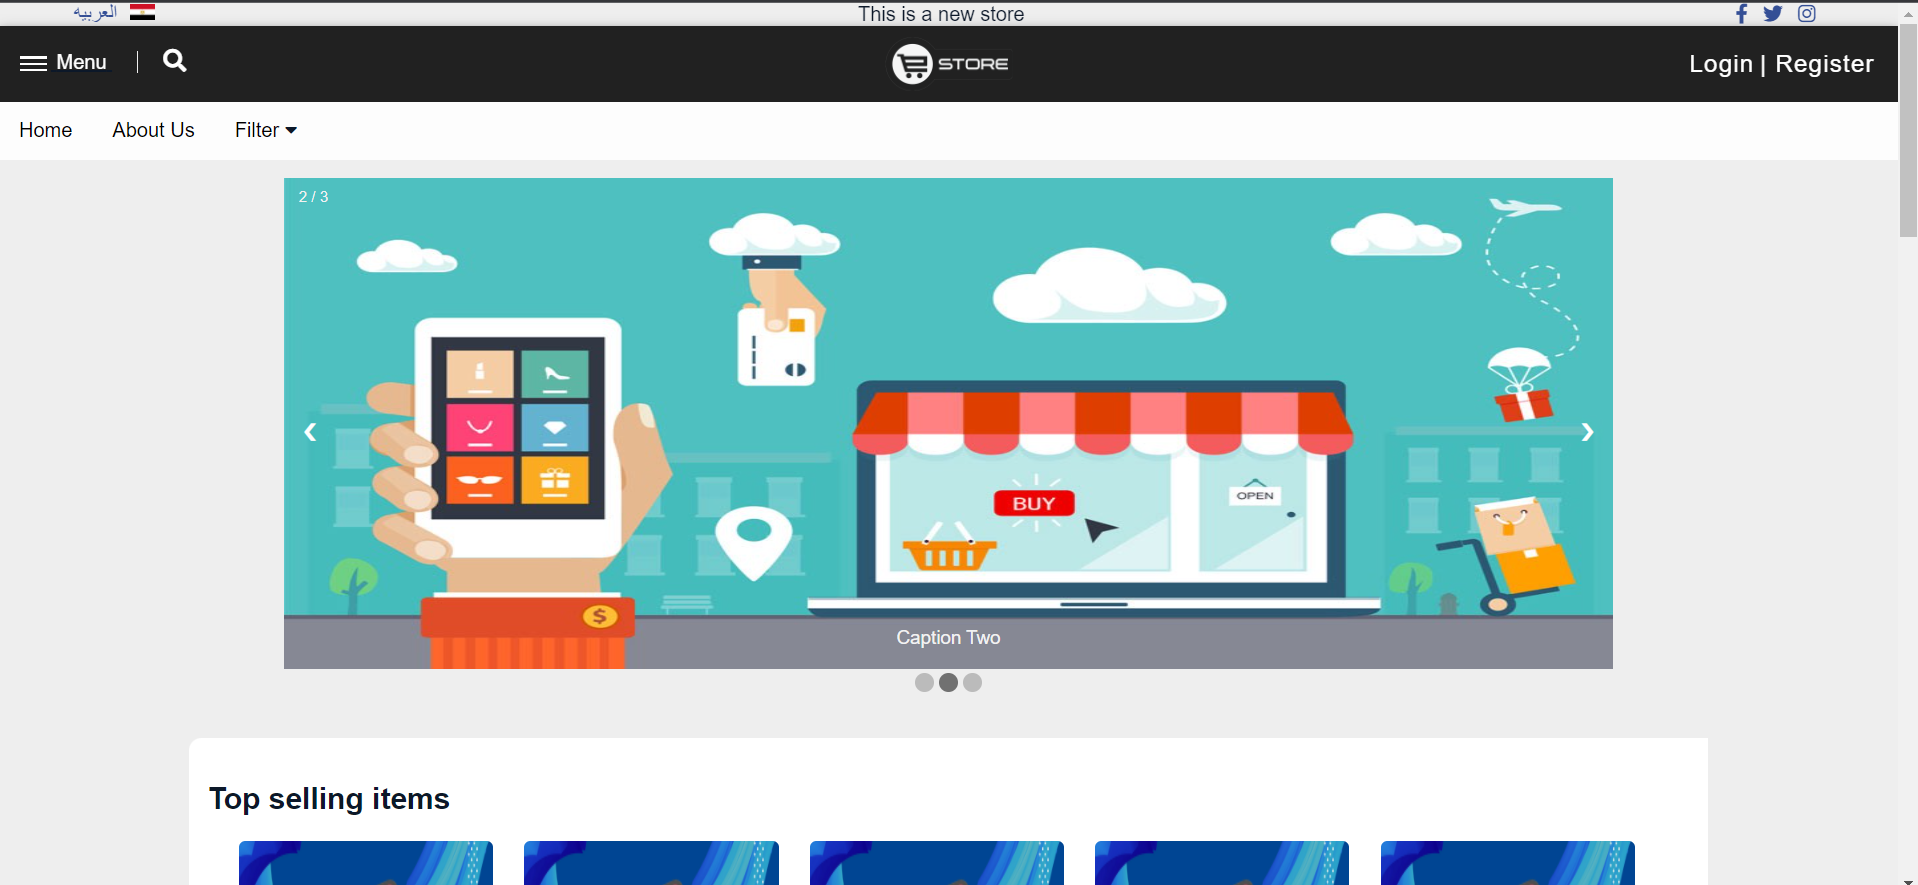 العربيه
This is a new store
Menu
STORE
Login | Register
Home
About Us
Filter
2 / 3
BUY
OPEN
$
Caption Two
Top selling items